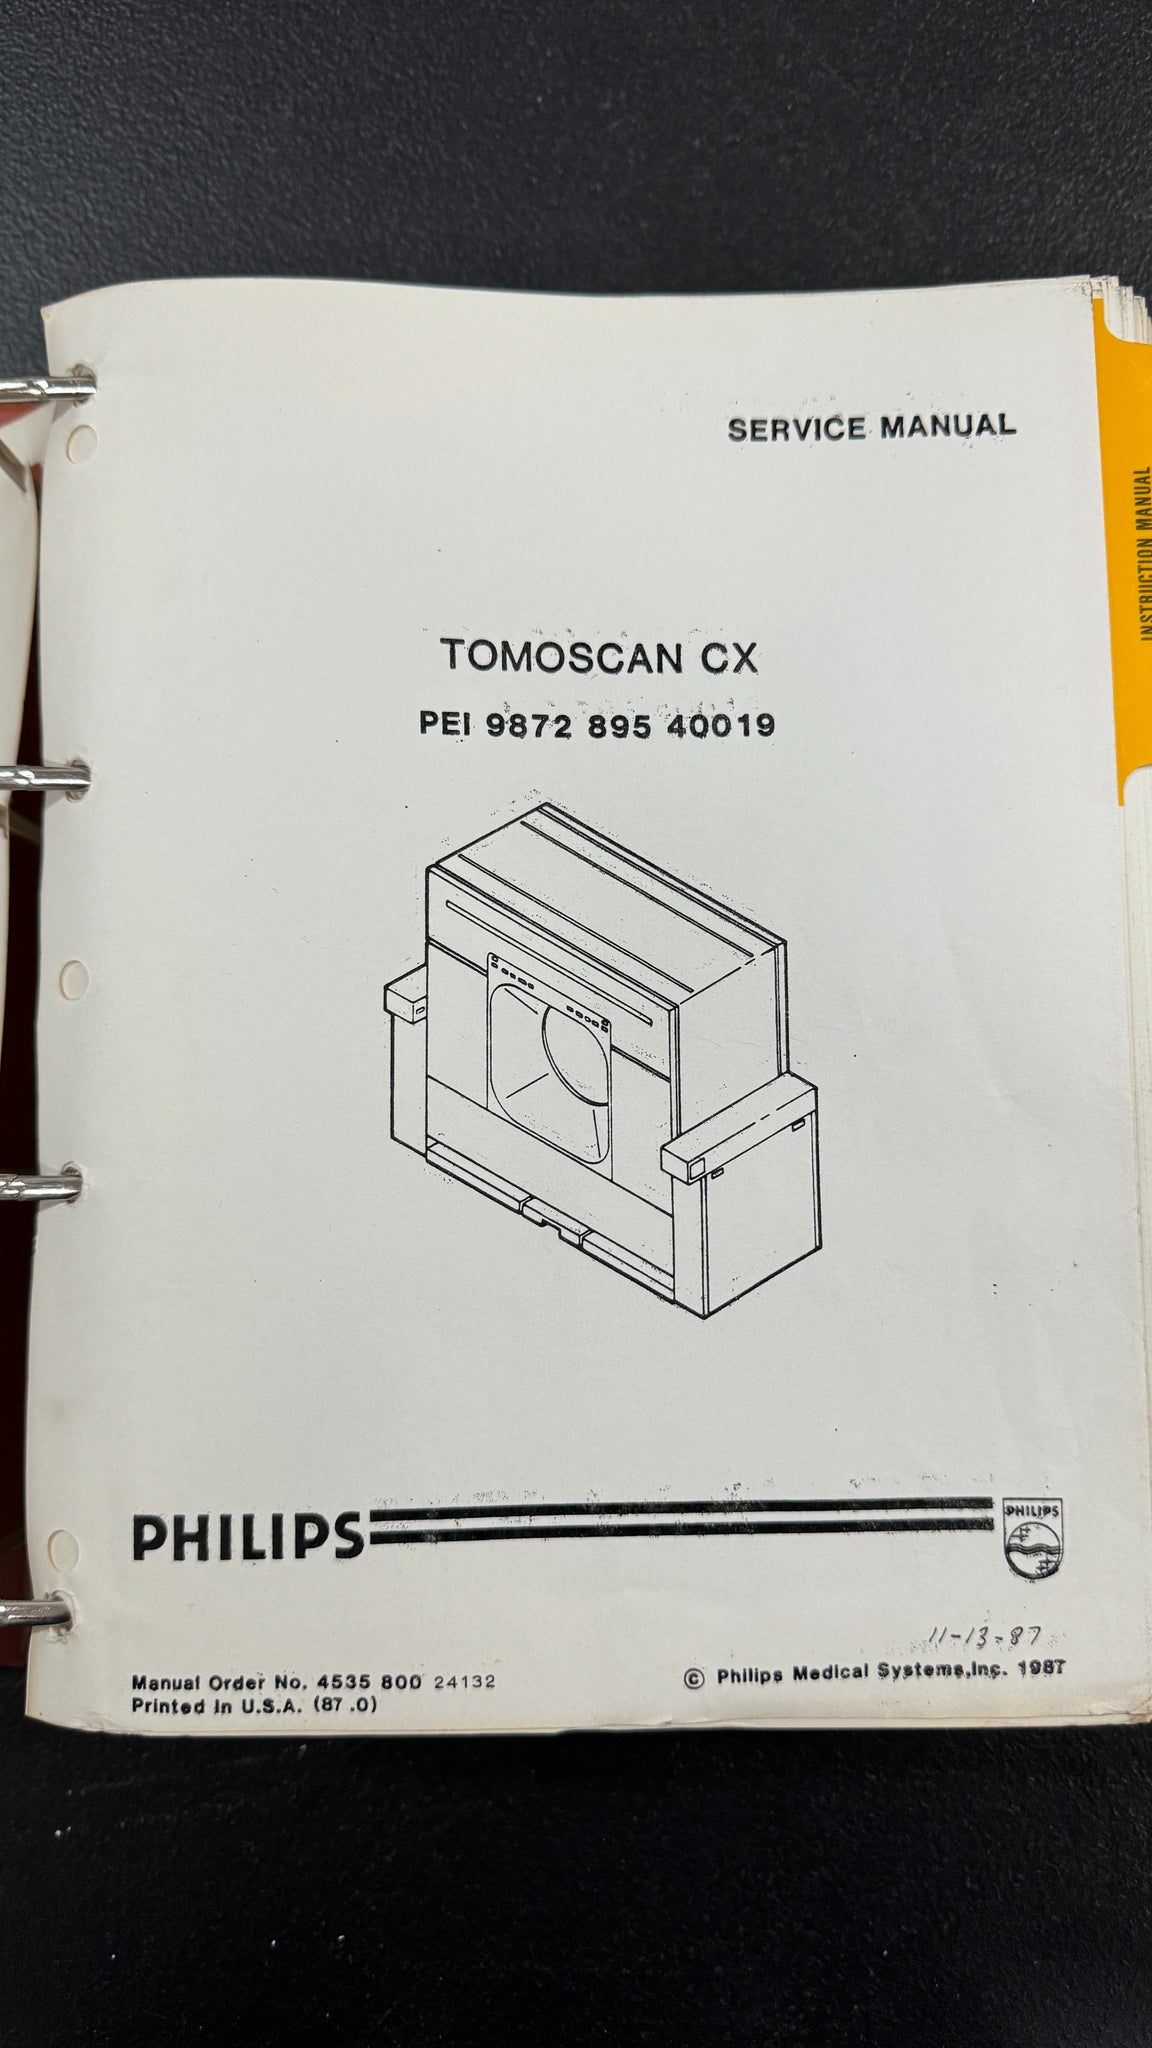 SERVICE MANUAL
INSTRUCTION MANUAL
TOMOSCAN CX
PEI 9872 895 40019
PHILIPS
PHILIPS
11-13-87
Manual Order No. 4535 800 24132
© Philips Medical Systems,Inc. 1987
Printed in U.S.A. (87 .0)